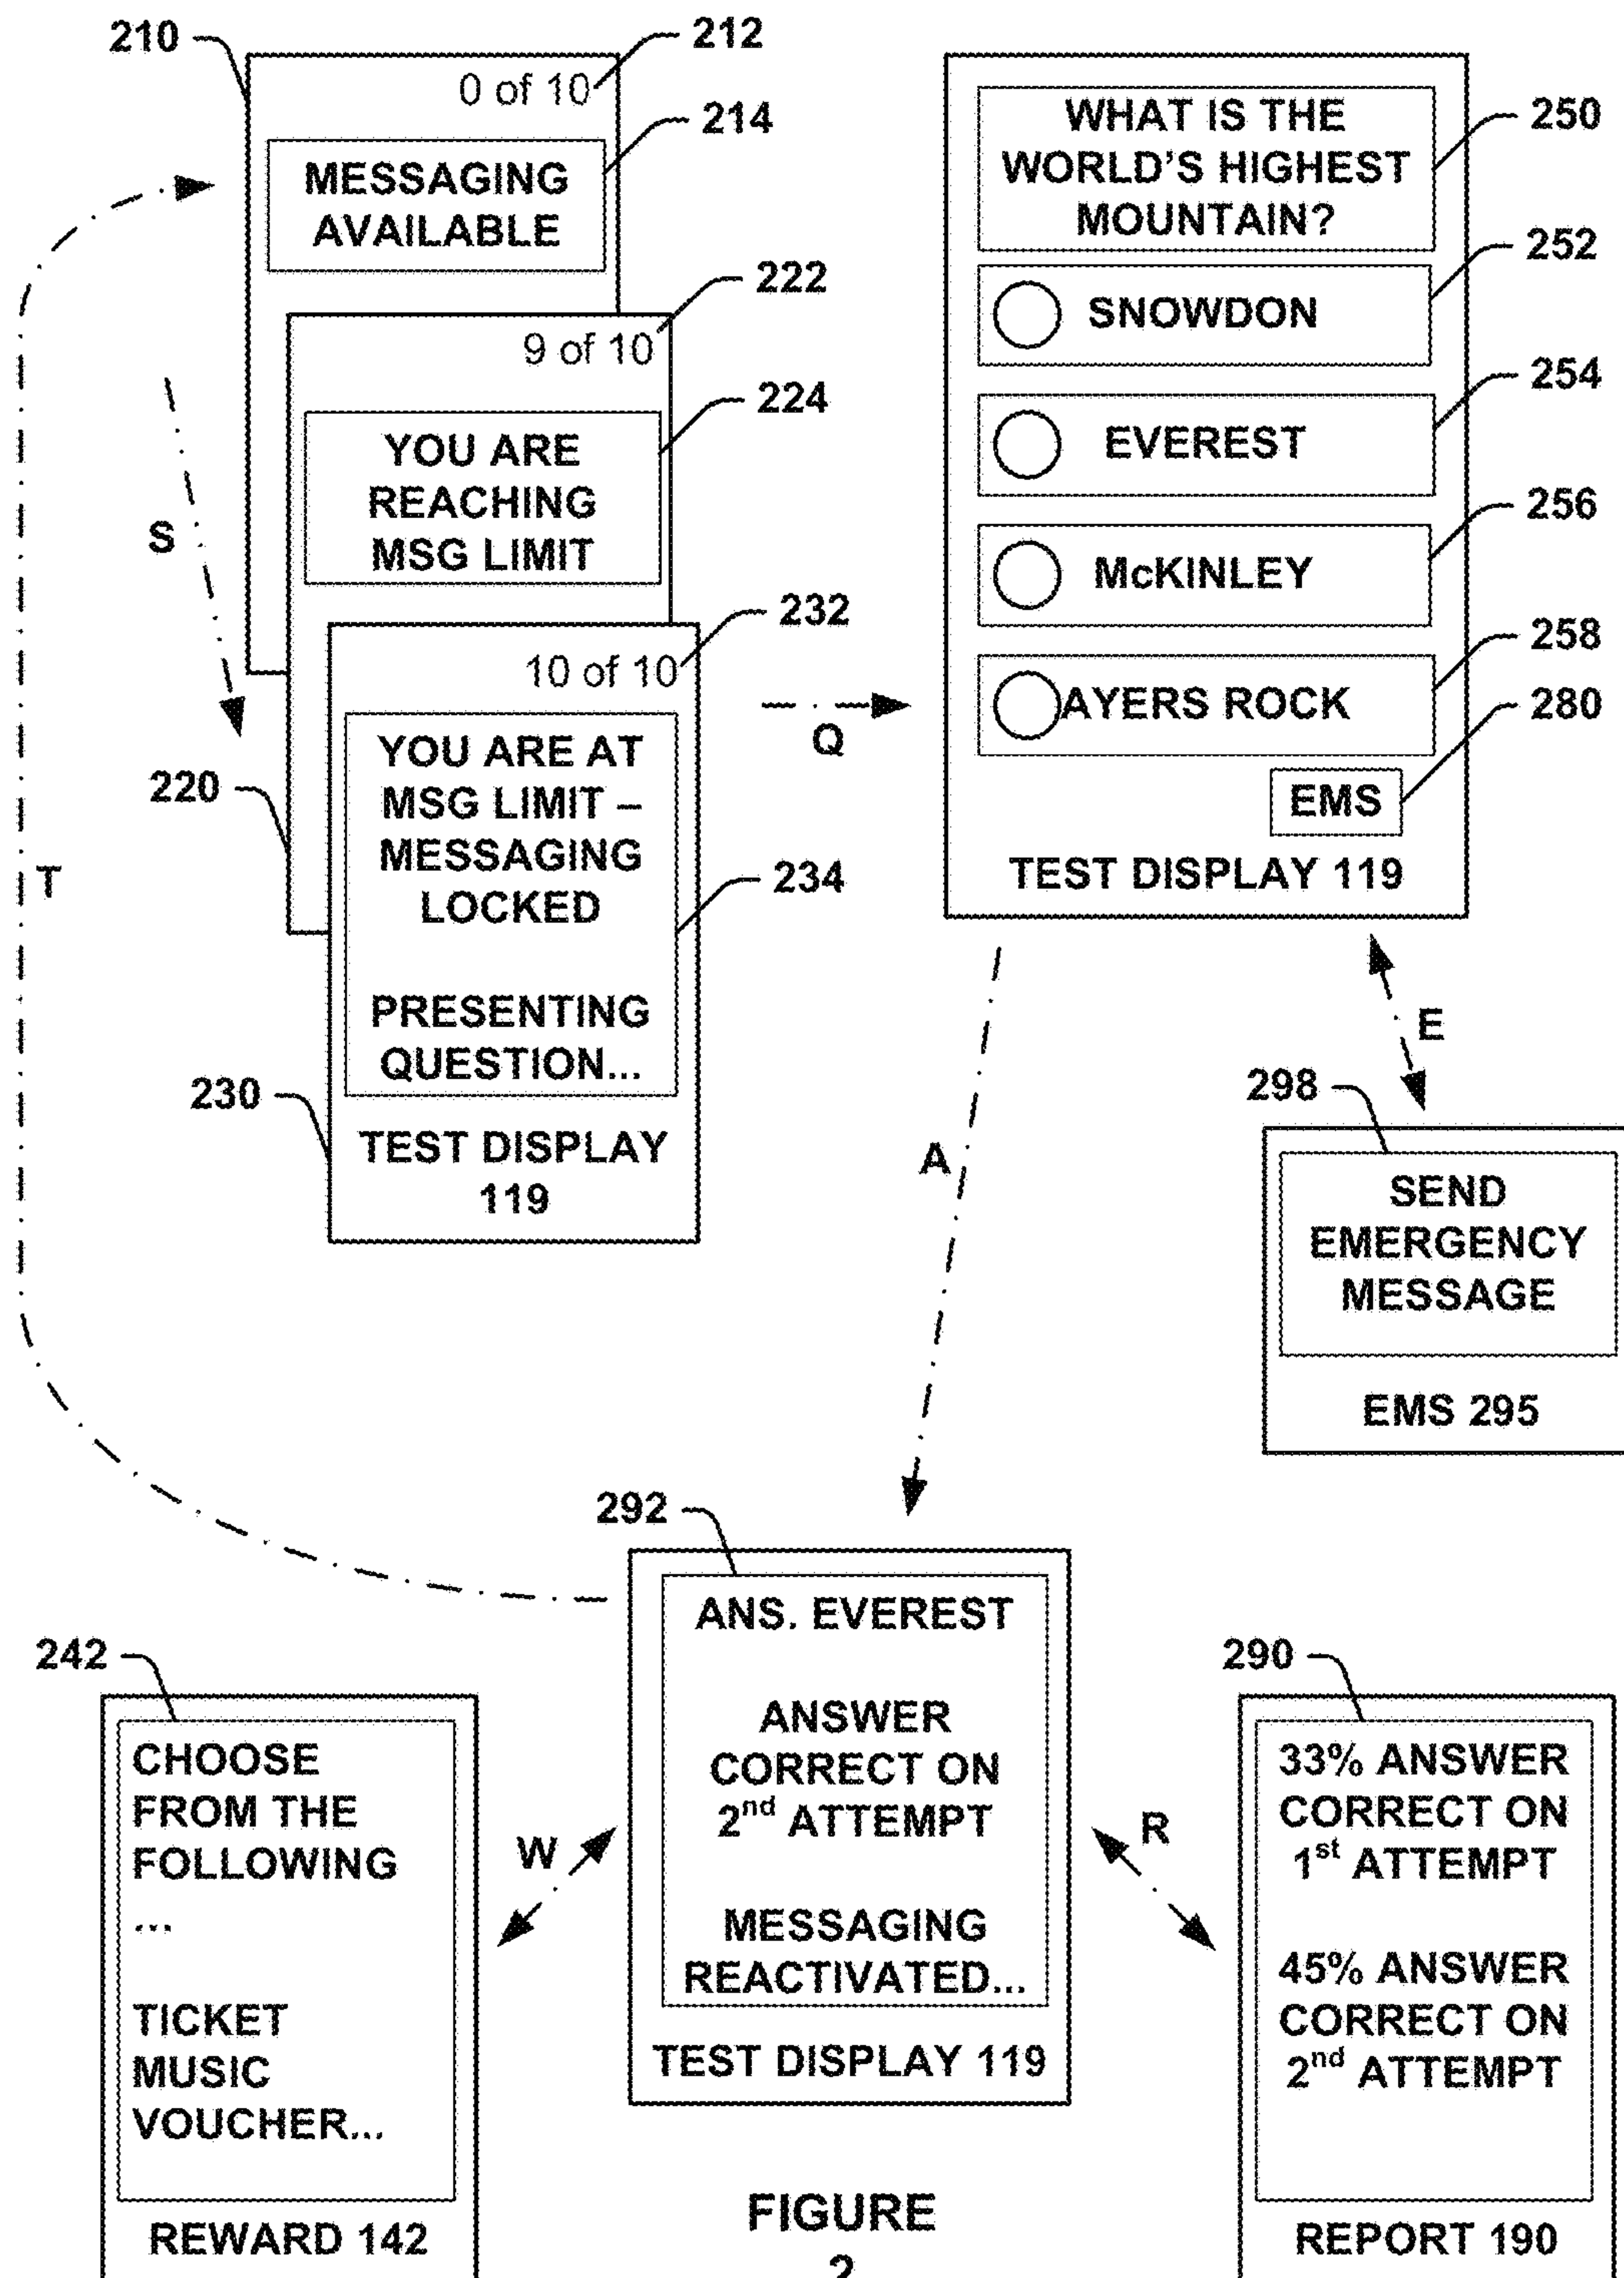 210
212
0 of 10
214
MESSAGING
AVAILABLE
222
9 of 10
224
YOU ARE
REACHING
MSG LIMIT
S
232
10 of 10
YOU ARE AT
MSG LIMIT –
MESSAGING
LOCKED
PRESENTING
QUESTION...
220
234
230
TEST DISPLAY
119
T
Q
WHAT IS THE
WORLD'S HIGHEST
MOUNTAIN?
250
252
SNOWDON
254
EVEREST
256
McKINLEY
258
AYERS ROCK
280
EMS
TEST DISPLAY 119
A
E
298
SEND
EMERGENCY
MESSAGE
EMS 295
292
ANS. EVEREST
ANSWER
CORRECT ON
2nd ATTEMPT
MESSAGING
REACTIVATED...
TEST DISPLAY 119
242
CHOOSE
FROM THE
FOLLOWING
...
TICKET
MUSIC
VOUCHER...
REWARD 142
W
R
290
33% ANSWER
CORRECT ON
1st ATTEMPT
45% ANSWER
CORRECT ON
2nd ATTEMPT
REPORT 190
FIGURE
2